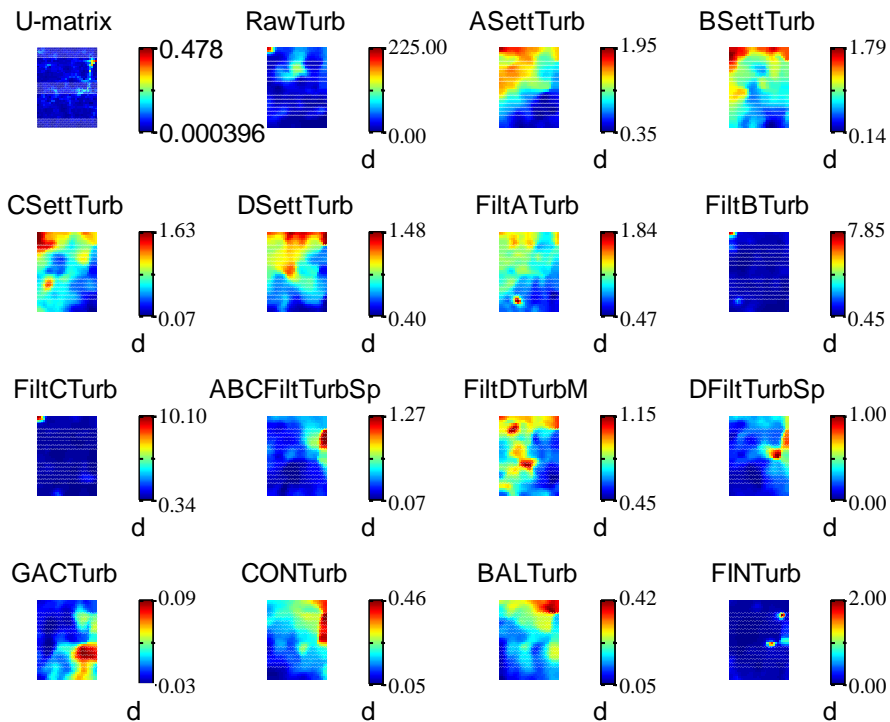 U-matrix RawTurb ASettTurb BSettTurb
0.478 225.00 1.95 1.79
0.000396 0.00 0.35 0.14
d d d
CSettTurb DSettTurb FiltATurb FiltBTurb
1.63 1.48 1.84 7.85
0.07 0.40 0.47 0.45
d d d d
FiltCTurb ABCFiltTurbSp FiltDTurbM DFiltTurbSp
10.10 1.27 1.15 1.00
0.34 0.07 0.45 0.00
d d d d
GACTurb CONTurb BALTurb FINTurb
0.09 0.46 0.42 2.00
0.03 0.05 0.05 0.00
d d d d